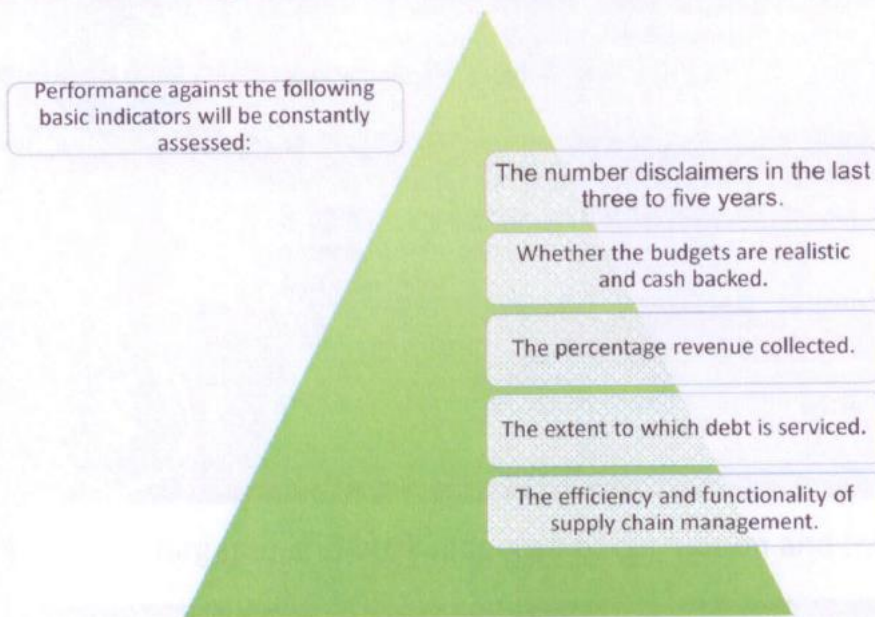 Performance against the following
basic indicators will be constantly
assessed:
The number disclaimers in the last
three to five years.
Whether the budgets are realistic
and cash backed.
The percentage revenue collected.
The extent to which debt is serviced.
The efficiency and functionality of
supply chain management.